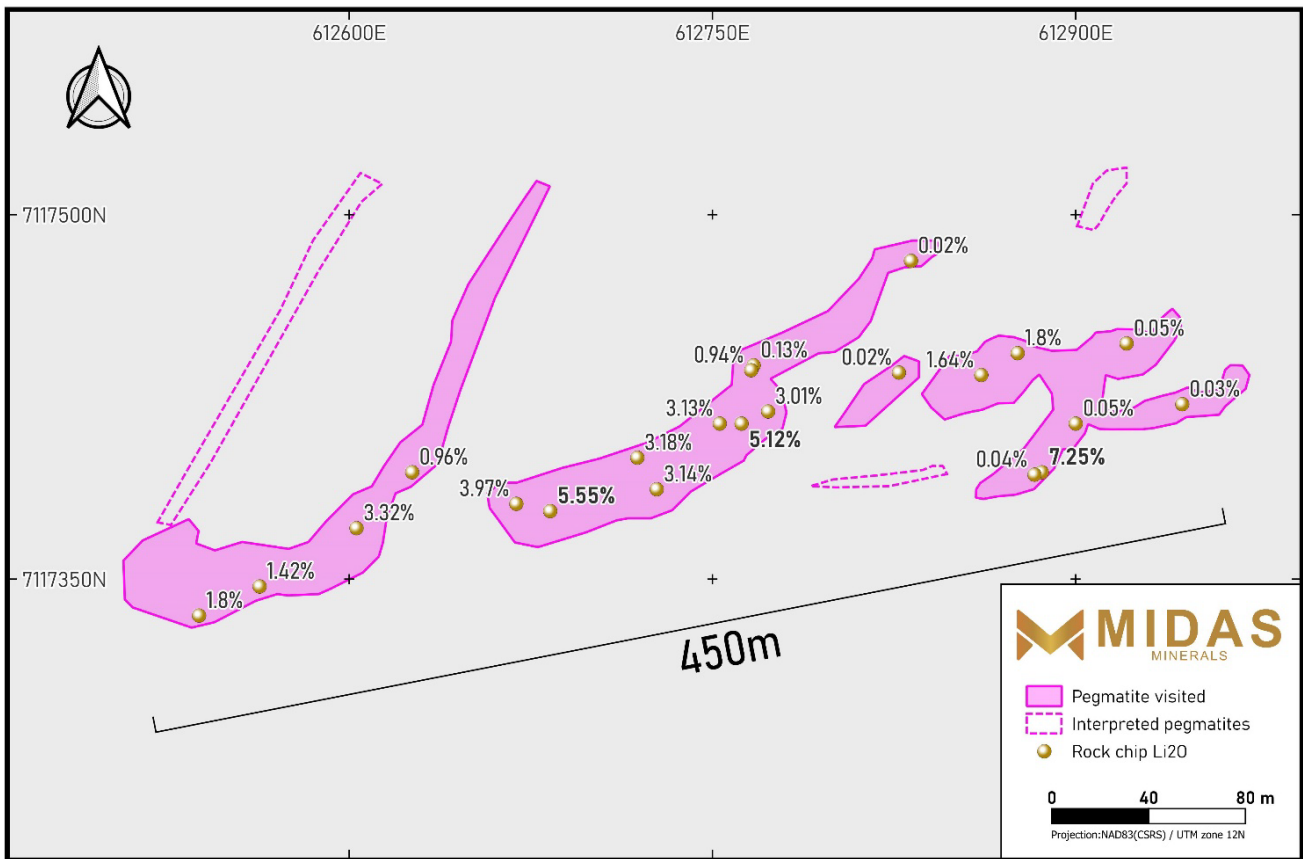 612600E
612750E
612900E
7117500N
0.02%
0.94%
0.13%
0.02%
1.64%
1.8%
0.05%
3.01%
3.13%
5.12%
0.05%
0.03%
0.96%
3.18%
3.14%
0.04%
7.25%
3.97%
5.55%
3.32%
1.42%
1.8%
7117350N
450m
MIDAS
MINERALS
Pegmatite visited
Interpreted pegmatites
Rock chip Li2O
0 40 80 m
Projection:NAD83(CSRS) / UTM zone 12N